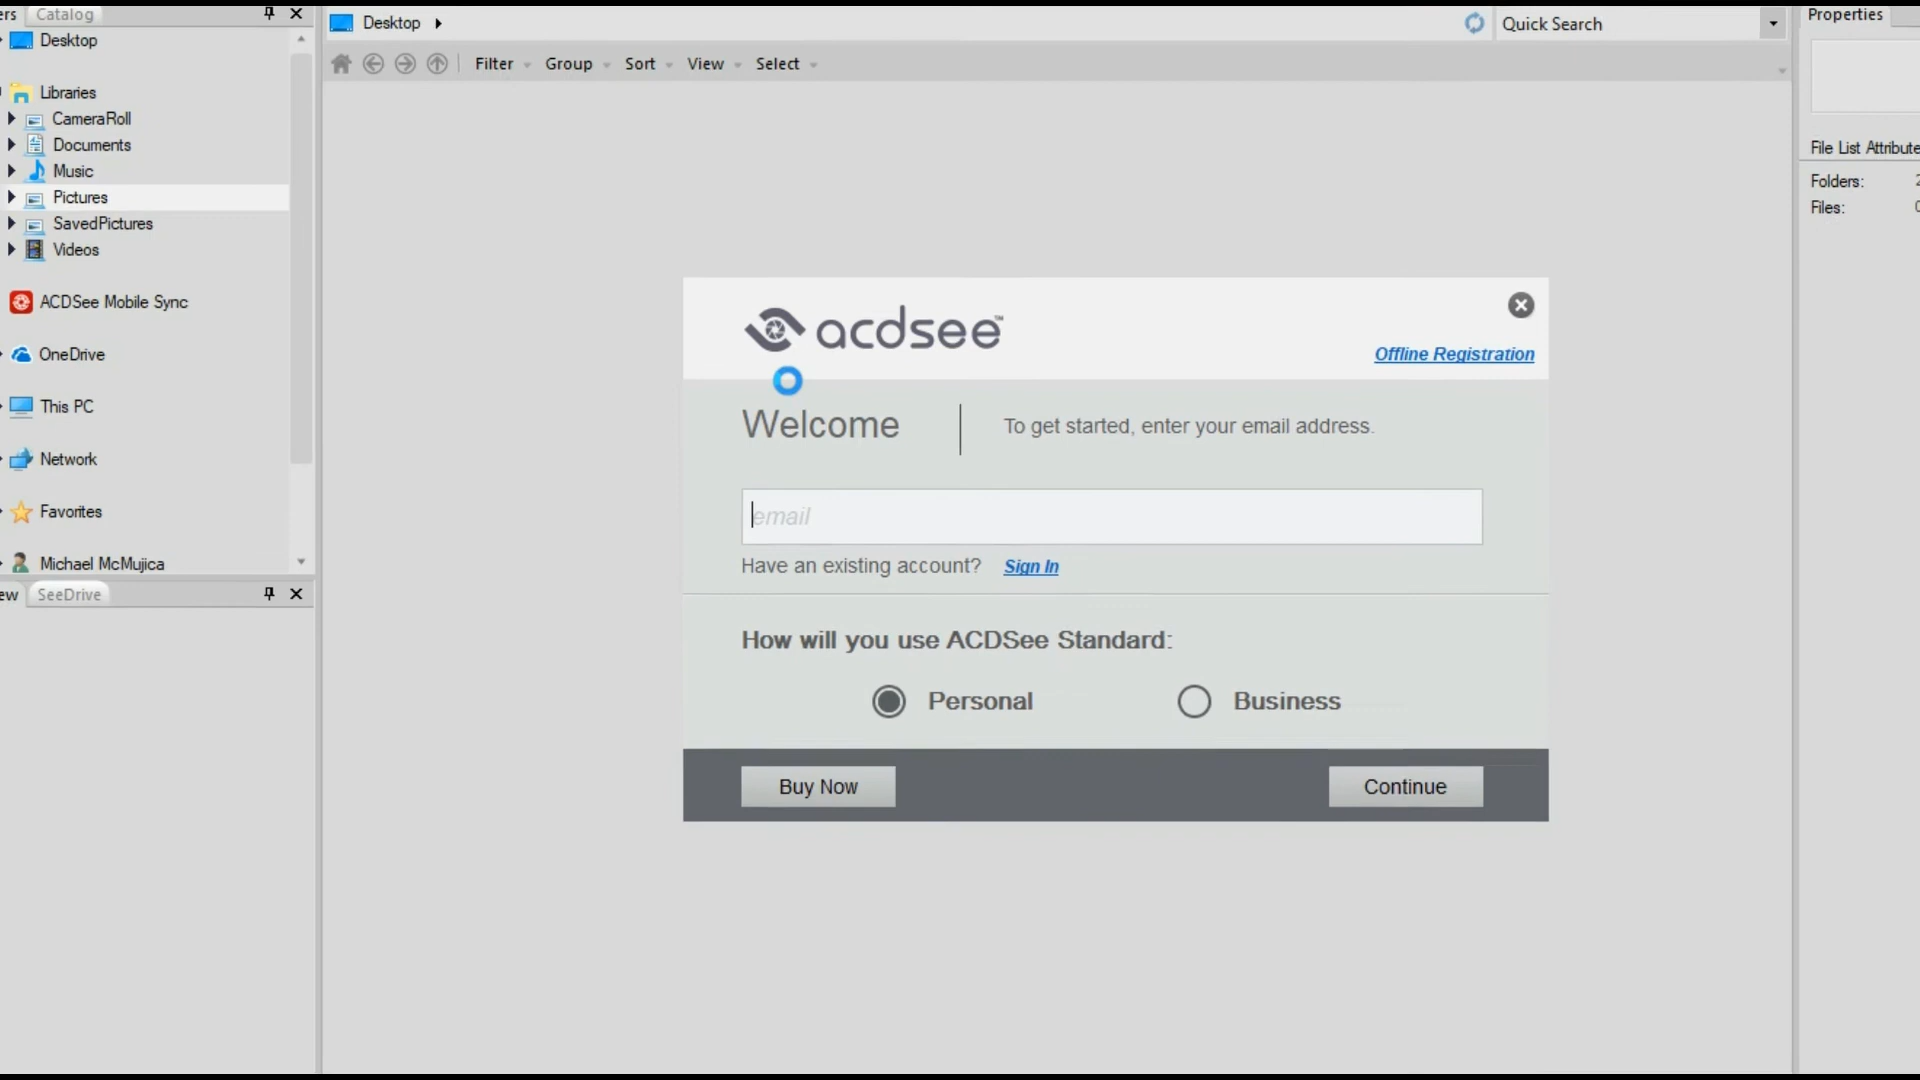 Catalog
Desktop
Libraries
CameraRoll
Documents
Music
Pictures
SavedPictures
Videos
ACDSee Mobile Sync
OneDrive
This PC
Network
Favorites
Michael McMujica
SeeDrive
Desktop
Quick Search
Filter Group Sort View Select
acdsee™
Offline Registration
Welcome
To get started, enter your email address.
email
Have an existing account? Sign In
How will you use ACDSee Standard:
Personal Business
Buy Now Continue
Properties
File List Attribute
Folders:
Files: